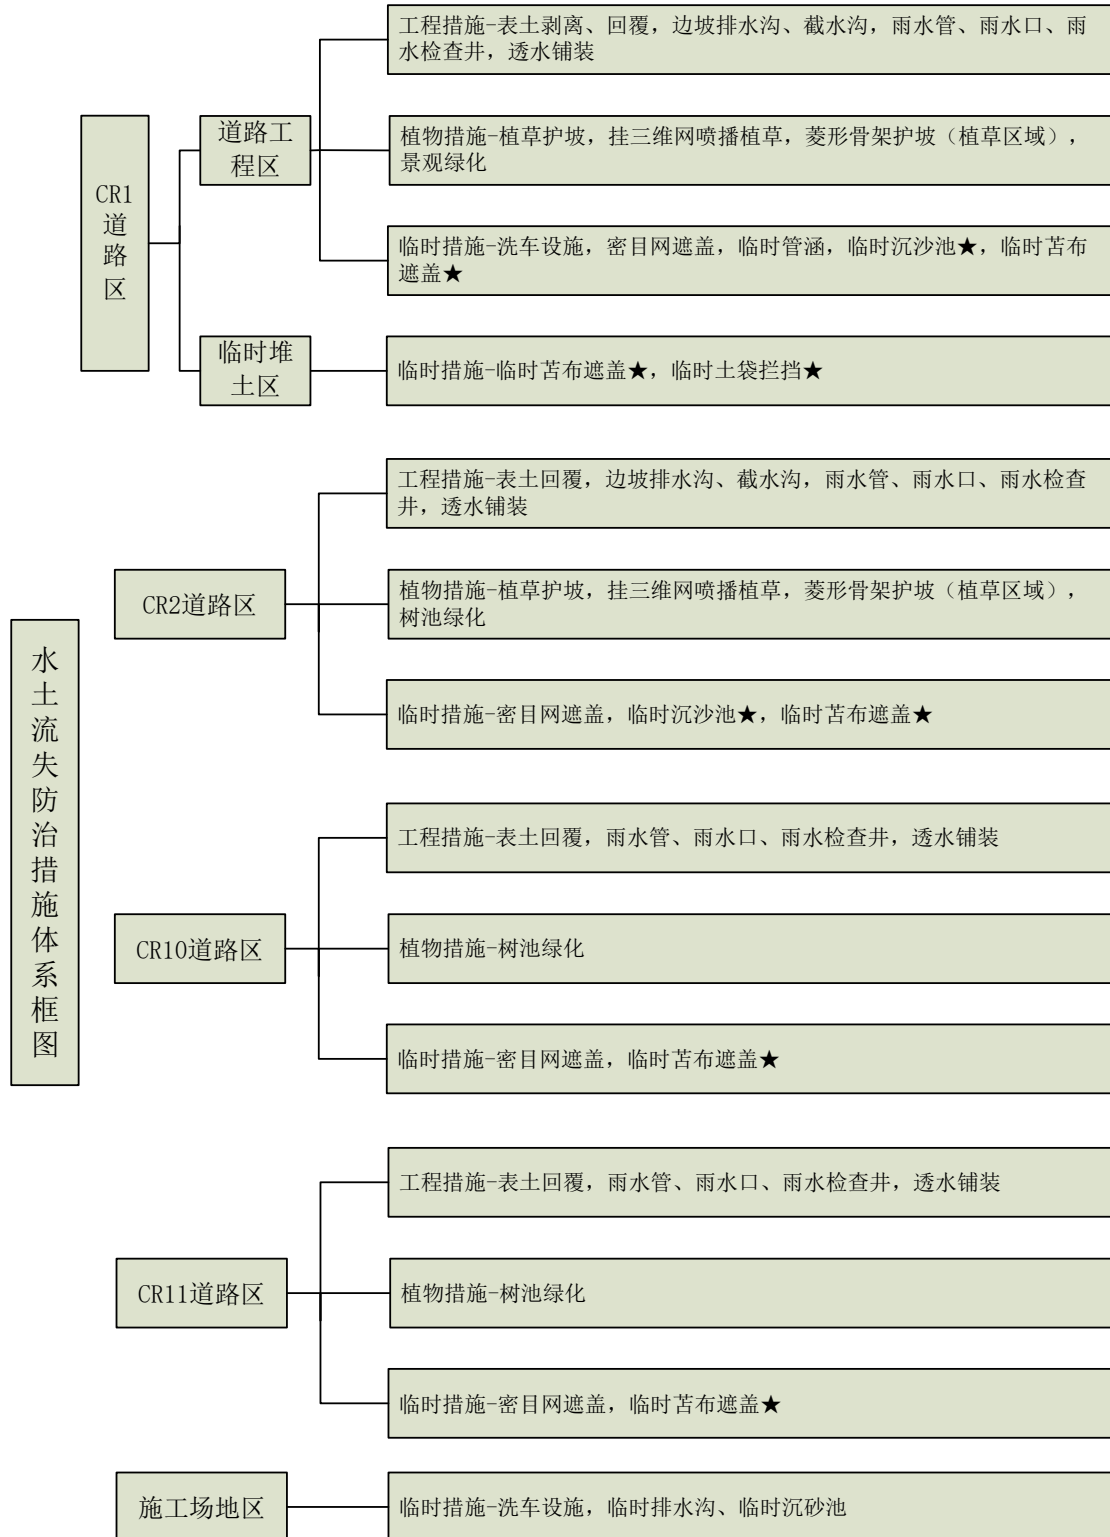 水土流失防治措施体系框图
CR1
道
路
区
道路工
程区
工程措施-表土剥离、回覆，边坡排水沟、截水沟，雨水管、雨水口、雨
水检查井，透水铺装
植物措施-植草护坡，挂三维网喷播植草，菱形骨架护坡（植草区域），
景观绿化
临时措施-洗车设施，密目网遮盖，临时管涵，临时沉沙池★，临时苫布
遮盖★
临时堆
土区
临时措施-临时苫布遮盖★，临时土袋拦挡★
CR2道路区
工程措施-表土回覆，边坡排水沟、截水沟，雨水管、雨水口、雨水检查
井，透水铺装
植物措施-植草护坡，挂三维网喷播植草，菱形骨架护坡（植草区域），
树池绿化
临时措施-密目网遮盖，临时沉沙池★，临时苫布遮盖★
CR10道路区
工程措施-表土回覆，雨水管、雨水口、雨水检查井，透水铺装
植物措施-树池绿化
临时措施-密目网遮盖，临时苫布遮盖★
CR11道路区
工程措施-表土回覆，雨水管、雨水口、雨水检查井，透水铺装
植物措施-树池绿化
临时措施-密目网遮盖，临时苫布遮盖★
施工场地区
临时措施-洗车设施，临时排水沟、临时沉砂池